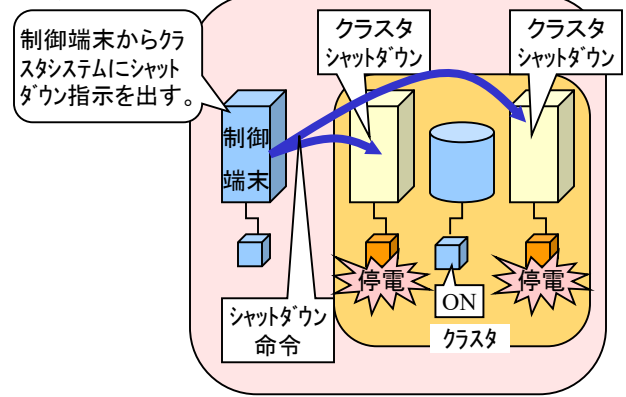 制御端末からクラ
スタシステムにシャット
ダウン指示を出す。
クラスタ
シャットダウン
クラスタ
シャットダウン
制御
端末
停電
ON
停電
シャットダウン
命令
クラスタ